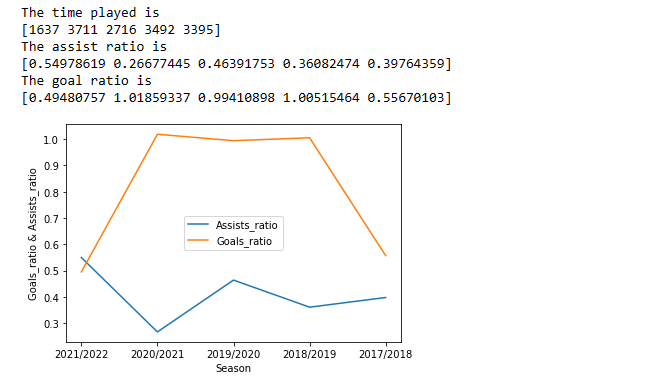 The time played is
[1637 3711 2716 3492 3395]
The assist ratio is
[0.54978619 0.26677445 0.46391753 0.36082474 0.39764359]
The goal ratio is
[0.49480757 1.01859337 0.99410898 1.00515464 0.55670103]
1.0
0.9
0.8
0.7
0.6
0.5
0.4
0.3
Goals_ratio & Assists_ratio
Assists_ratio
Goals_ratio
2021/2022 2020/2021 2019/2020 2018/2019 2017/2018
Season